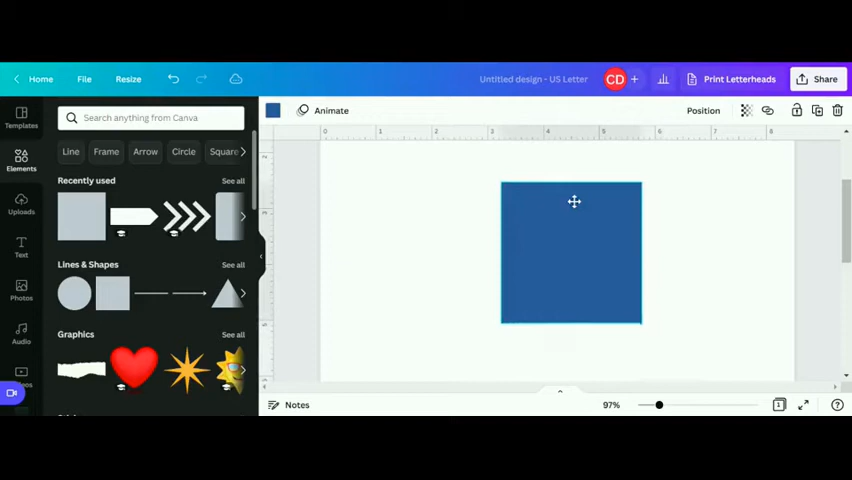 Home File Resize Untitled design - US Letter CD + Print Letterheads Share
Animate Position
Templates
Elements
Uploads
Text
Photos
Audio
Search anything from Canva
Line Frame Arrow Circle Square
Recently used See all
Lines & Shapes See all
Graphics See all
0 1 2 3 4 5 6 7 8
Notes 97% 1